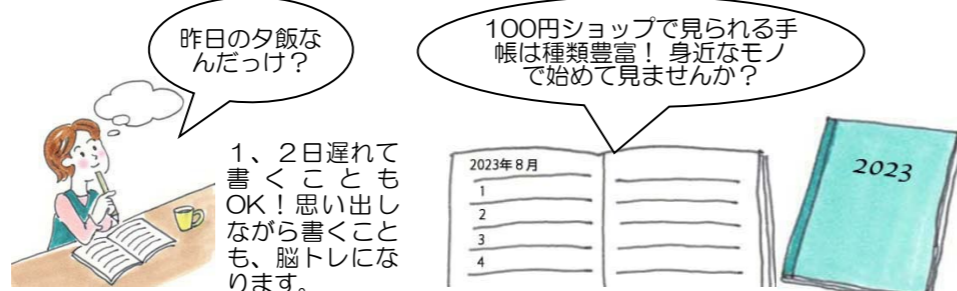 昨日の夕飯な
んだっけ？
100円ショップで見られる手
帳は種類豊富！ 身近なモノ
で始めて見ませんか？
１、２日遅れて
書くことも
OK！思い出し
ながら書くこと
も、脳トレにな
ります。
2023年8月
1
2
3
4
2023